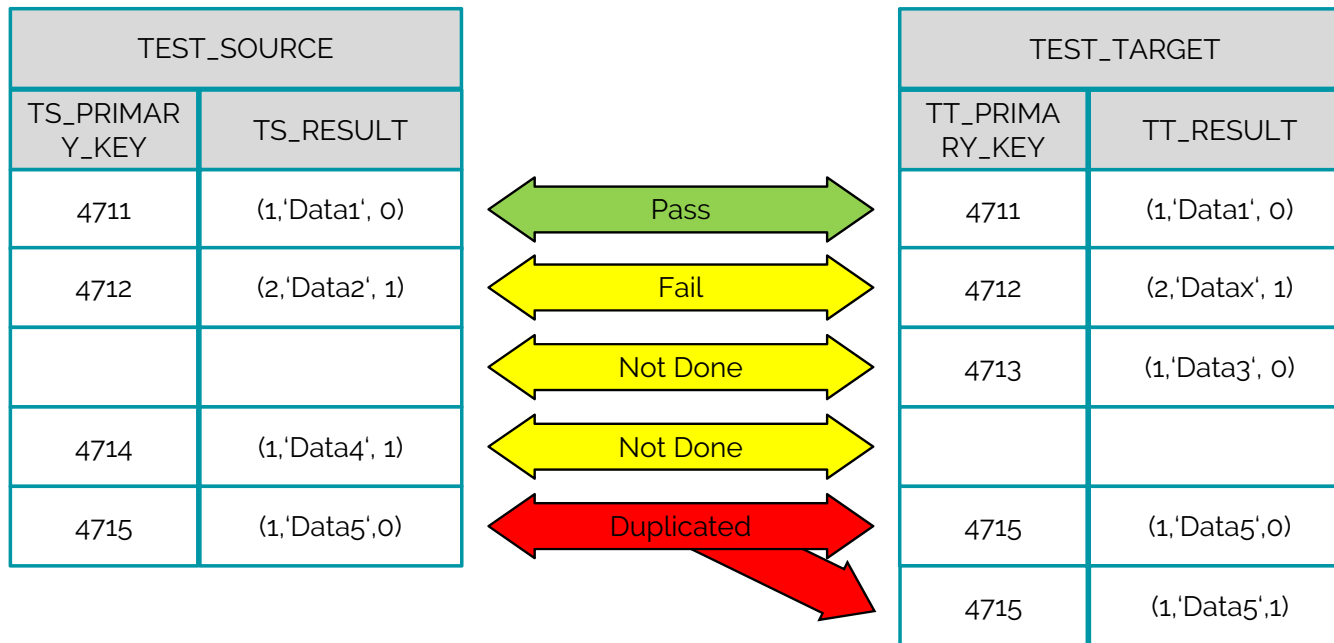 TEST_SOURCE
TEST_TARGET
TS_PRIMAR
Y_KEY
TS_RESULT
TT_PRIMA
RY_KEY
TT_RESULT
4711
(1,‘Data1‘, 0)
Pass
4711
(1,‘Data1‘, 0)
4712
(2,‘Data2‘, 1)
Fail
4712
(2,‘Datax‘, 1)
Not Done
4713
(1,‘Data3‘, 0)
4714
(1,‘Data4‘, 1)
Not Done
4715
(1,‘Data5‘,0)
Duplicated
4715
(1,‘Data5‘,0)
4715
(1,‘Data5‘,1)